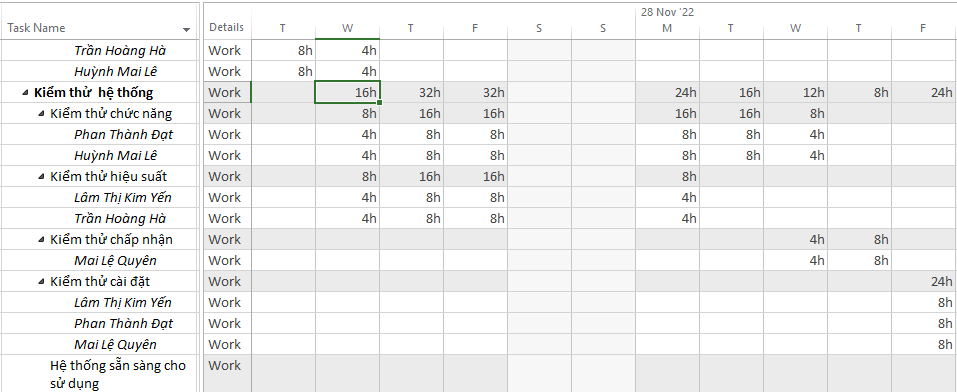 28 Nov '22
Task Name Details T W T F S S M T W T F
Trần Hoàng Hà Work 8h 4h
Huỳnh Mai Lê Work 8h 4h
Kiểm thử hệ thống Work 16h 32h 32h 24h 16h 12h 8h 24h
Kiểm thử chức năng Work 8h 16h 16h 16h 16h 8h
Phan Thành Đạt Work 4h 8h 8h 8h 8h 4h
Huỳnh Mai Lê Work 4h 8h 8h 8h 8h 4h
Kiểm thử hiệu suất Work 8h 16h 16h 8h
Lâm Thị Kim Yến Work 4h 8h 8h 4h
Trần Hoàng Hà Work 4h 8h 8h 4h
Kiểm thử chấp nhận Work 4h 8h
Mai Lệ Quyên Work 4h 8h
Kiểm thử cài đặt Work 24h
Lâm Thị Kim Yến Work 8h
Phan Thành Đạt Work 8h
Mai Lệ Quyên Work 8h
Hệ thống sẵn sàng cho Work
sử dụng